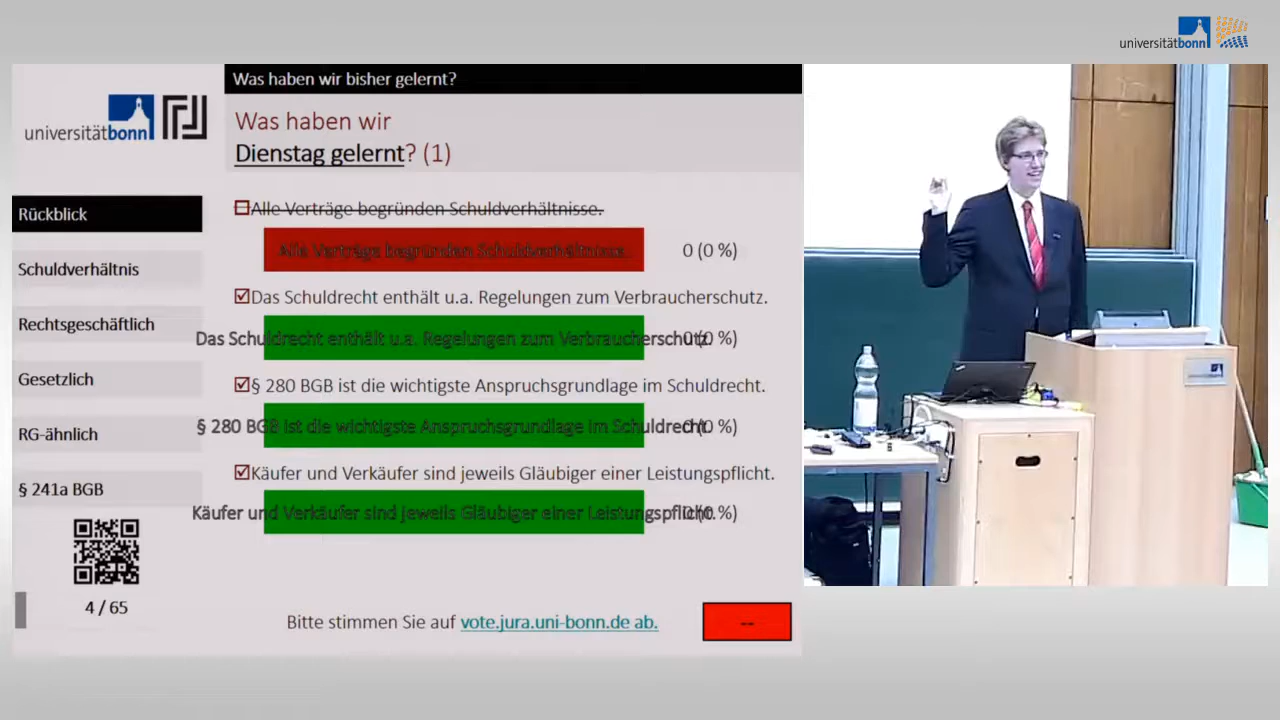 universitätbonn
Was haben wir bisher gelernt?
universitätbonn
Was haben wir
Dienstag gelernt? (1)
Rückblick
Schuldverhältnis
Rechtsgeschäftlich
Gesetzlich
RG-ähnlich
§ 241a BGB
4 / 65
Alle Verträge begründen Schuldverhältnisse.
Alle Verträge begründen Schuldverhältnisse. 0 (0 %)
Das Schuldrecht enthält u.a. Regelungen zum Verbraucherschutz.
Das Schuldrecht enthält u.a. Regelungen zum Verbraucherschutz. 0 (0 %)
§ 280 BGB ist die wichtigste Anspruchsgrundlage im Schuldrecht.
§ 280 BGB ist die wichtigste Anspruchsgrundlage im Schuldrecht. 0 (0 %)
Käufer und Verkäufer sind jeweils Gläubiger einer Leistungspflicht.
Käufer und Verkäufer sind jeweils Gläubiger einer Leistungspflicht. 0 (0 %)
Bitte stimmen Sie auf vote.jura.uni-bonn.de ab.
--